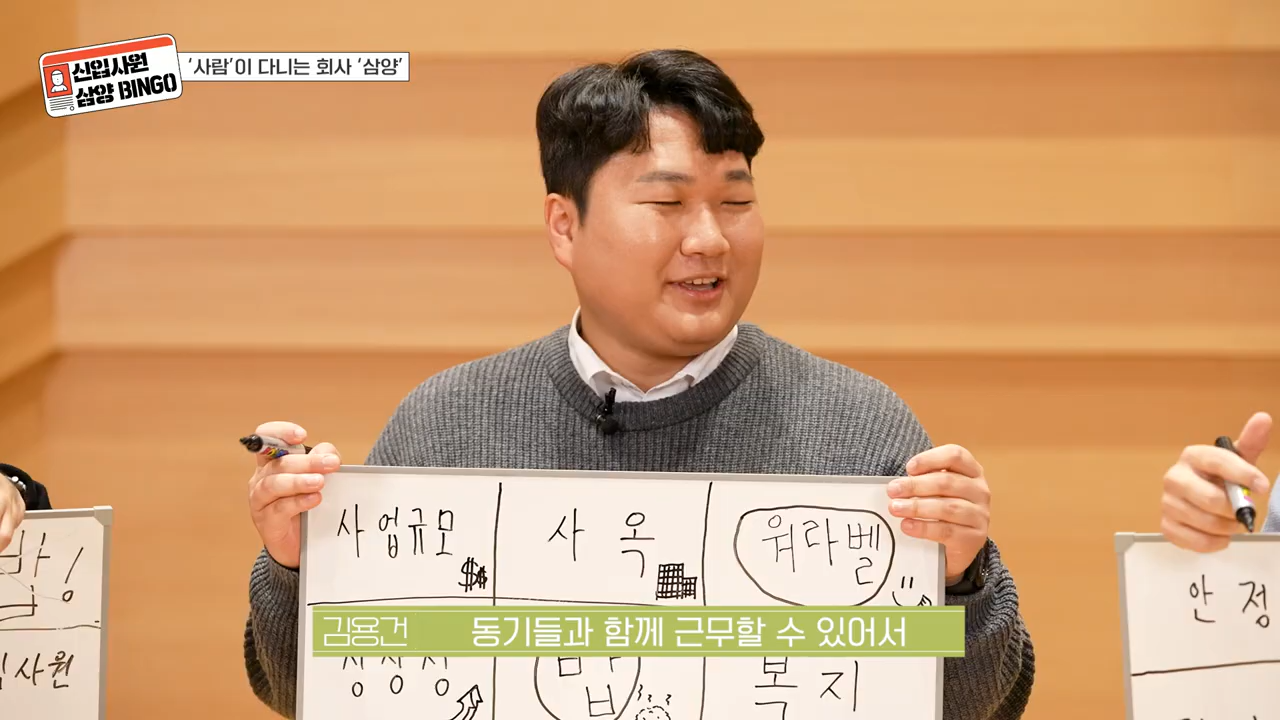 신입사원
삼양 BINGO
‘사람’이 다니는 회사 ‘삼양’
사업규모
$$
사옥
워라벨
김용건
동기들과 함께 근무할 수 있어서
복지
사원
안정